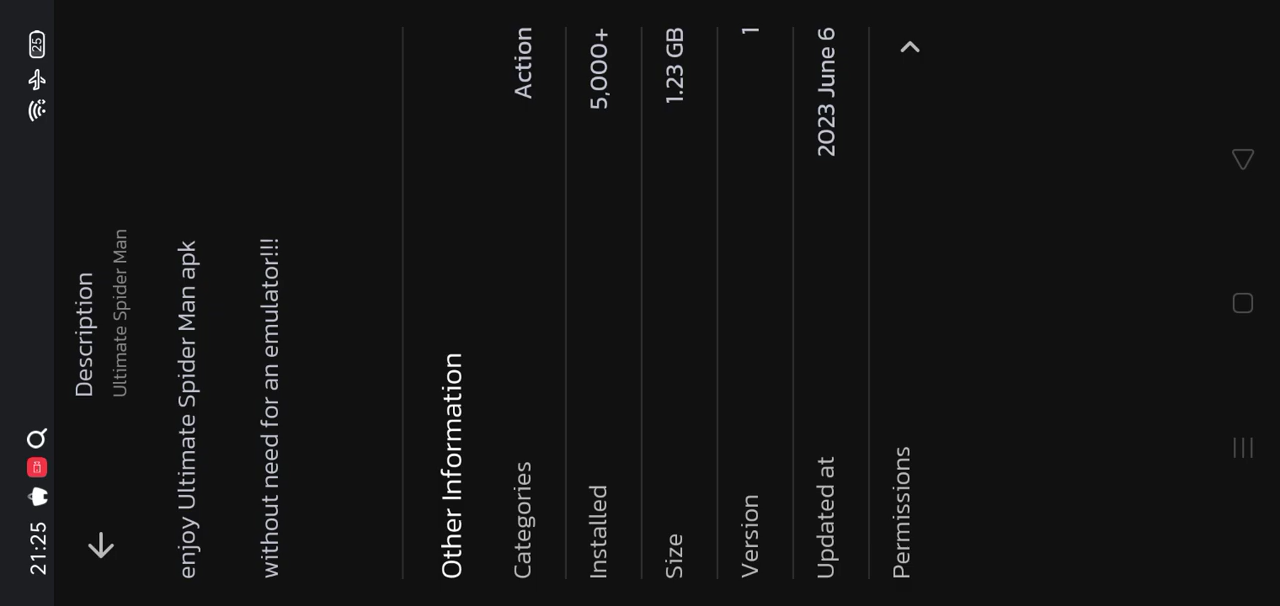 21:25
25
Description
Ultimate Spider Man
enjoy Ultimate Spider Man apk
without need for an emulator!!!
Other Information
Categories Action
Installed 5,000+
Size 1.23 GB
Version 1
Updated at 2023 June 6
Permissions